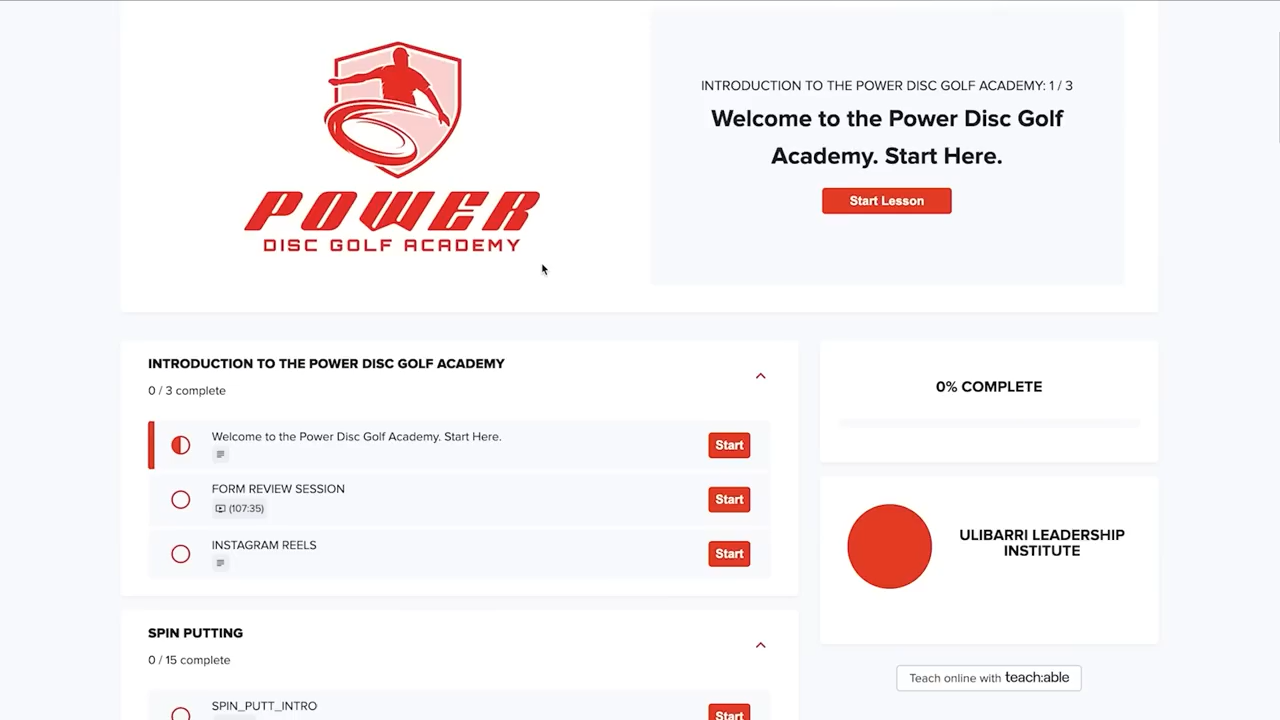 POWER
DISC GOLF ACADEMY
INTRODUCTION TO THE POWER DISC GOLF ACADEMY: 1 / 3
Welcome to the Power Disc Golf
Academy. Start Here.
Start Lesson
INTRODUCTION TO THE POWER DISC GOLF ACADEMY
0 / 3 complete
Welcome to the Power Disc Golf Academy. Start Here.
Start
FORM REVIEW SESSION
(107:35)
Start
INSTAGRAM REELS
Start
SPIN PUTTING
0 / 15 complete
SPIN_PUTT_INTRO
Start
0% COMPLETE
ULIBARRI LEADERSHIP
INSTITUTE
Teach online with teach:able